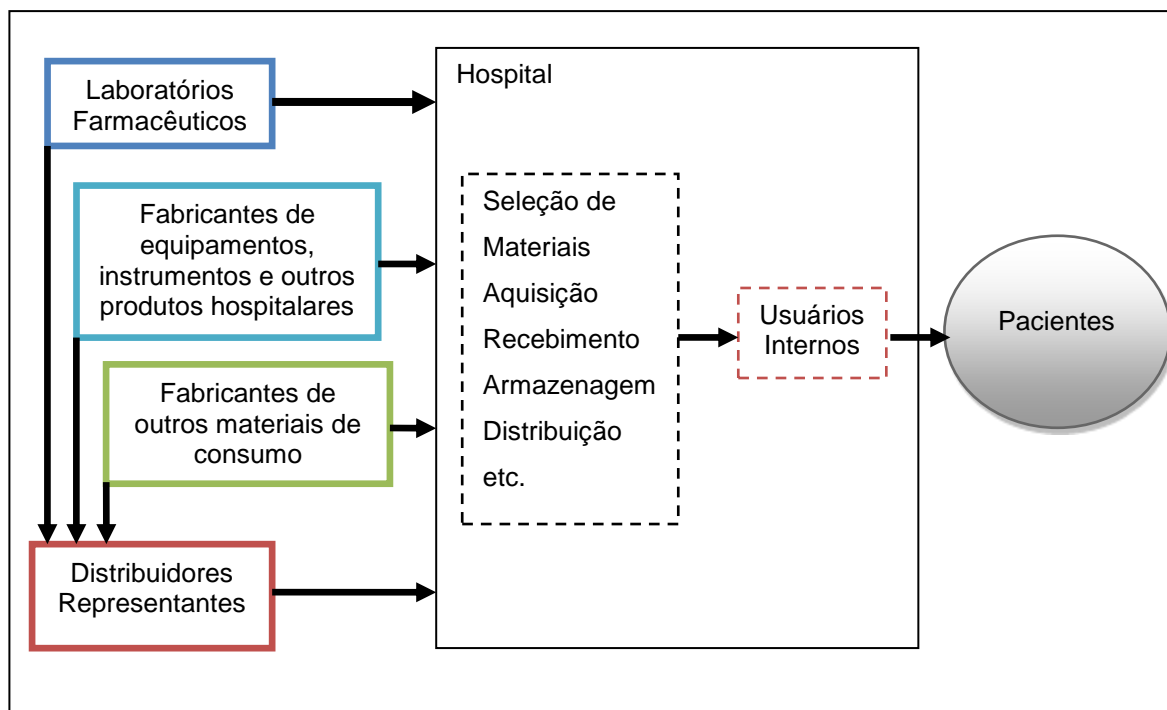 Laboratórios
Farmacêuticos
Fabricantes de
equipamentos,
instrumentos e outros
produtos hospitalares
Fabricantes de
outros materiais de
consumo
Distribuidores
Representantes
Hospital
Seleção de
Materiais
Aquisição
Recebimento
Armazenagem
Distribuição
etc.
Usuários
Internos
Pacientes